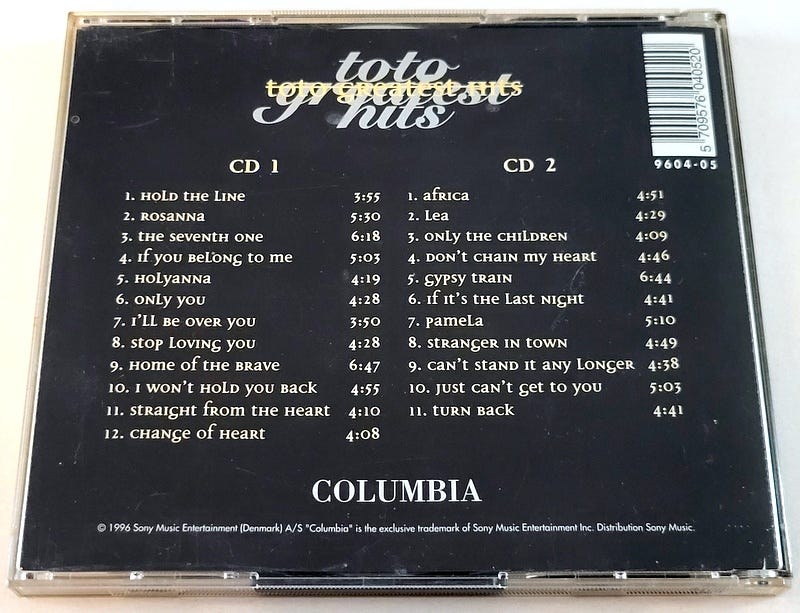 toto
greatest
hits
toto greatest hits
5 709576 040520
9604-05
CD 1
1. Hold the Line 3:55
2. Rosanna 5:30
3. The Seventh One 6:18
4. If You Belong to Me 5:03
5. Holyanna 4:19
6. Only You 4:28
7. I'll Be Over You 3:50
8. Stop Loving You 4:28
9. Home of the Brave 6:47
10. I Won't Hold You Back 4:55
11. Straight from the Heart 4:10
12. Change of Heart 4:08
CD 2
1. Africa 4:51
2. Lea 4:29
3. Only the Children 4:09
4. Don't Chain My Heart 4:46
5. Gypsy Train 6:44
6. If It's the Last Night 4:41
7. Pamela 5:10
8. Stranger in Town 4:49
9. Can't Stand It Any Longer 4:38
10. Just Can't Get to You 5:03
11. Turn Back 4:41
COLUMBIA
© 1996 Sony Music Entertainment (Denmark) A/S "Columbia" is the exclusive trademark of Sony Music Entertainment Inc. Distribution Sony Music.